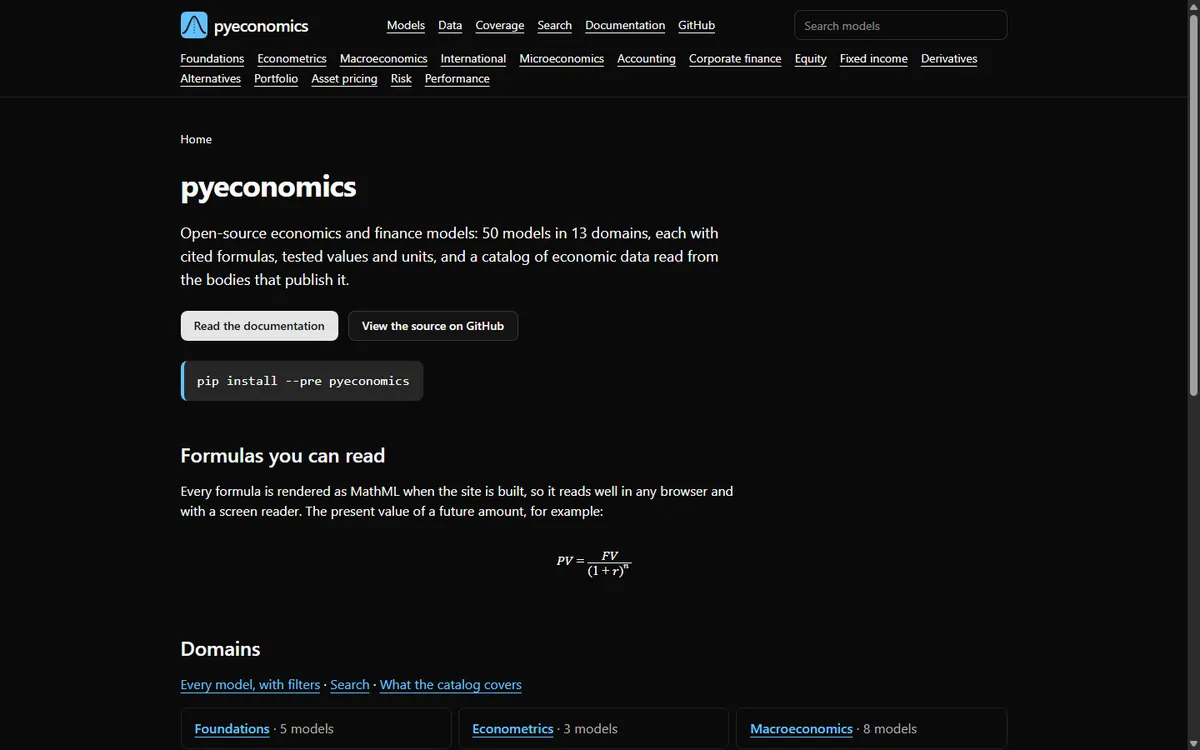 pyeconomics
Models Data Coverage Search Documentation GitHub
Search models
Foundations Econometrics Macroeconomics International Microeconomics Accounting Corporate finance Equity Fixed income Derivatives
Alternatives Portfolio Asset pricing Risk Performance
Home
pyeconomics
Open-source economics and finance models: 50 models in 13 domains, each with
cited formulas, tested values and units, and a catalog of economic data read from
the bodies that publish it.
Read the documentation View the source on GitHub
pip install --pre pyeconomics
Formulas you can read
Every formula is rendered as MathML when the site is built, so it reads well in any browser and
with a screen reader. The present value of a future amount, for example:
PV = FV / (1 + r)^n
Domains
Every model, with filters · Search · What the catalog covers
Foundations · 5 models Econometrics · 3 models Macroeconomics · 8 models